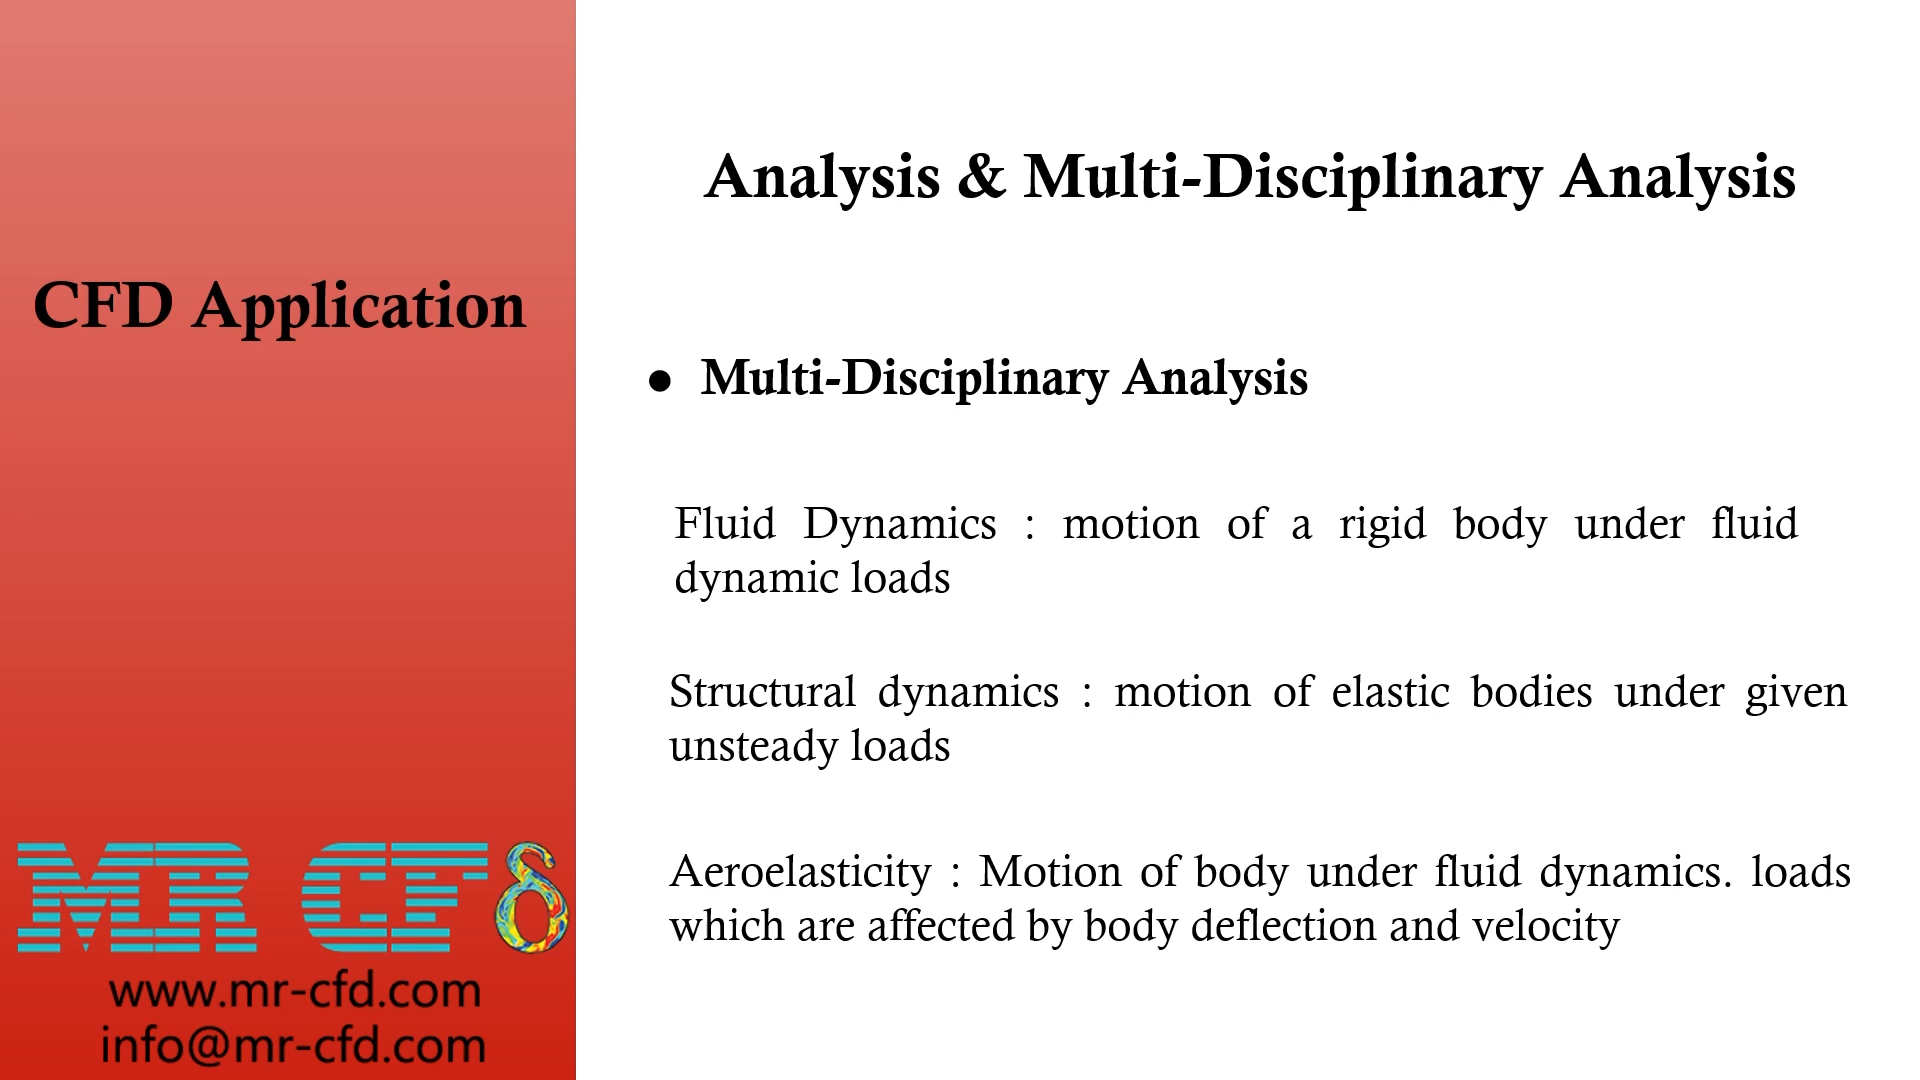 CFD Application
MR CFδ
www.mr-cfd.com
info@mr-cfd.com
Analysis & Multi-Disciplinary Analysis
● Multi-Disciplinary Analysis
Fluid Dynamics : motion of a rigid body under fluid
dynamic loads
Structural dynamics : motion of elastic bodies under given
unsteady loads
Aeroelasticity : Motion of body under fluid dynamics. loads
which are affected by body deflection and velocity